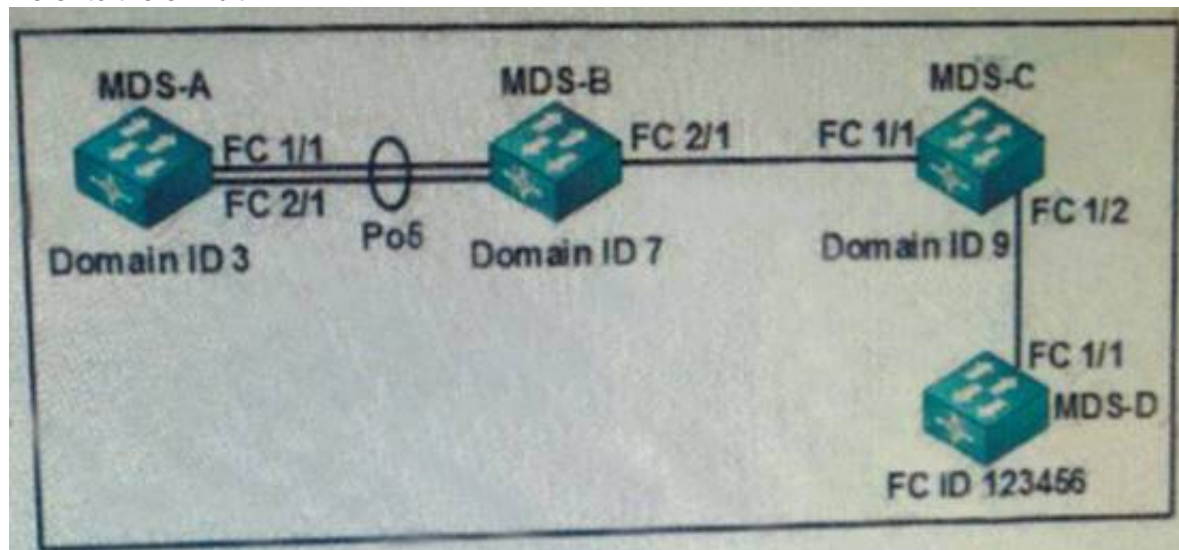 MDS-A
MDS-B
MDS-C
FC 1/1
FC 2/1
FC 2/1
FC 1/1
FC 1/2
Po5
Domain ID 3
Domain ID 7
Domain ID 9
FC 1/1
MDS-D
FC ID 123456